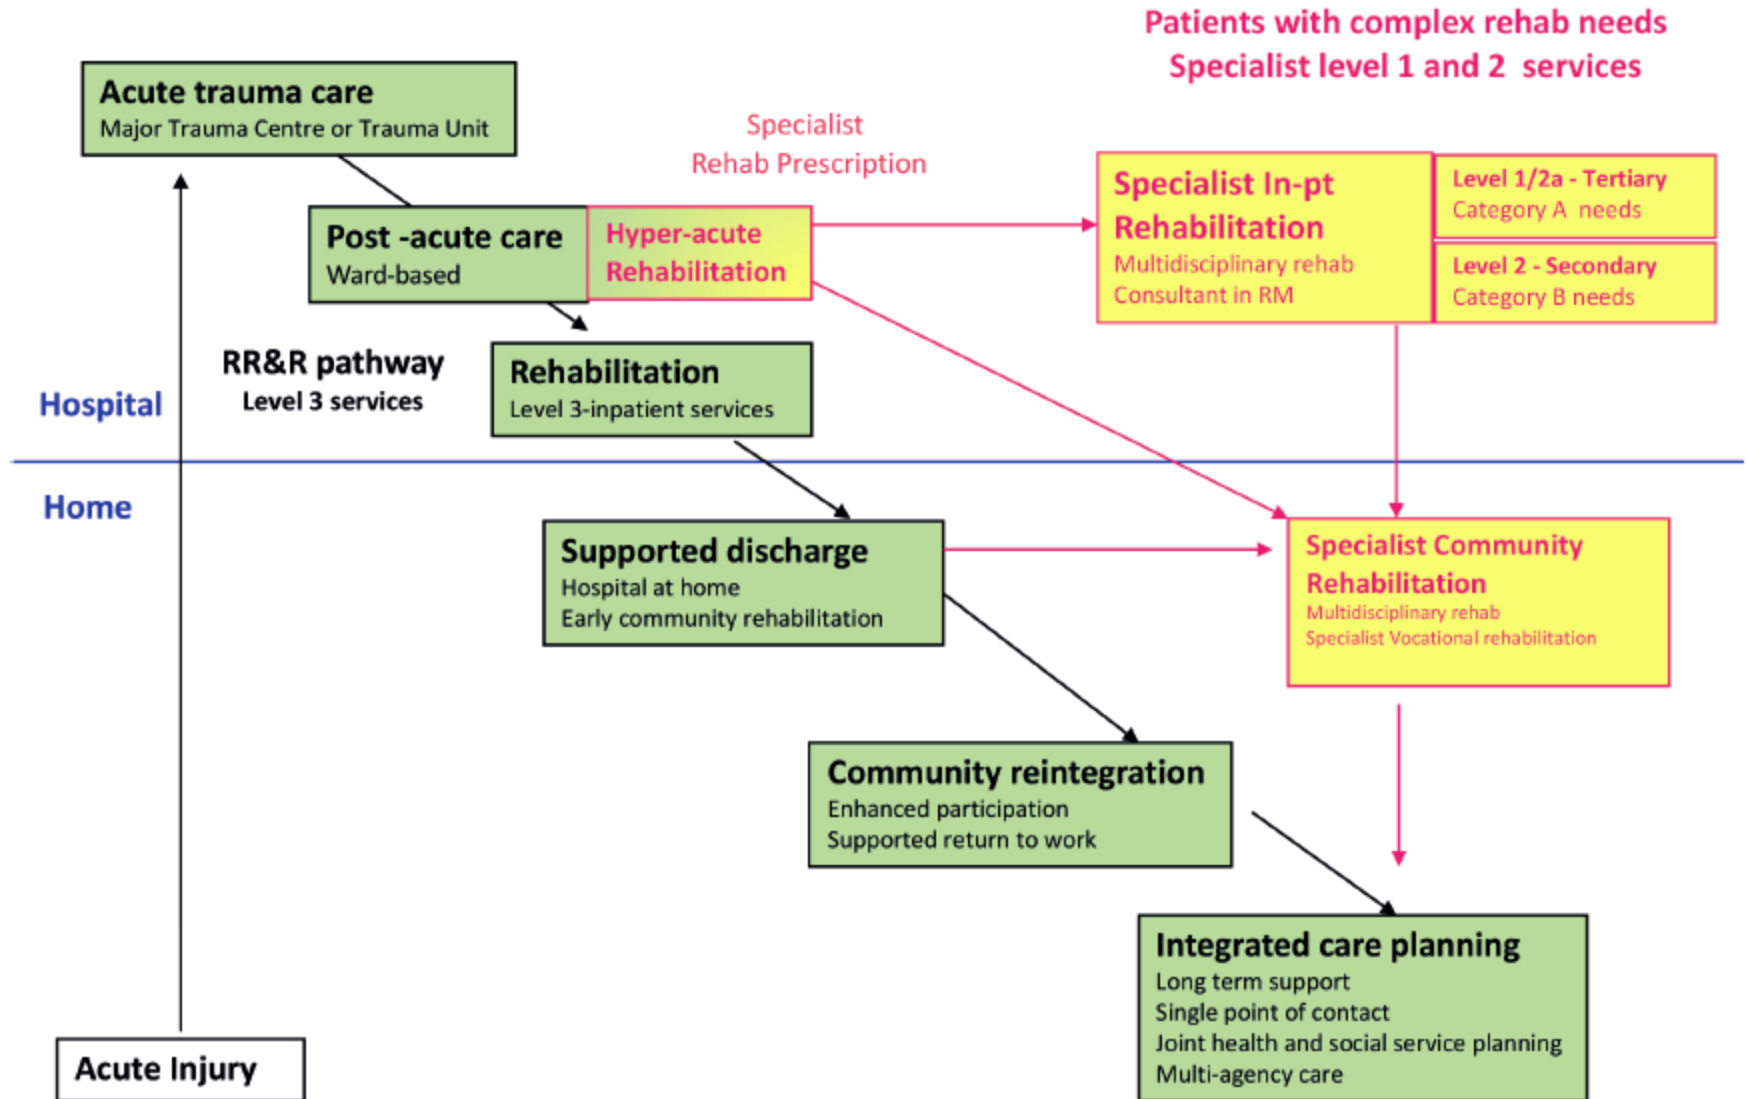 Patients with complex rehab needs
Specialist level 1 and 2 services
Acute trauma care
Major Trauma Centre or Trauma Unit
Specialist
Rehab Prescription
Specialist In-pt
Rehabilitation
Multidisciplinary rehab
Consultant in RM
Level 1/2a - Tertiary
Category A needs
Level 2 - Secondary
Category B needs
Post -acute care
Ward-based
Hyper-acute
Rehabilitation
RR&R pathway
Level 3 services
Rehabilitation
Level 3-inpatient services
Hospital
Home
Supported discharge
Hospital at home
Early community rehabilitation
Specialist Community
Rehabilitation
Multidisciplinary rehab
Specialist Vocational rehabilitation
Community reintegration
Enhanced participation
Supported return to work
Integrated care planning
Long term support
Single point of contact
Joint health and social service planning
Multi-agency care
Acute Injury